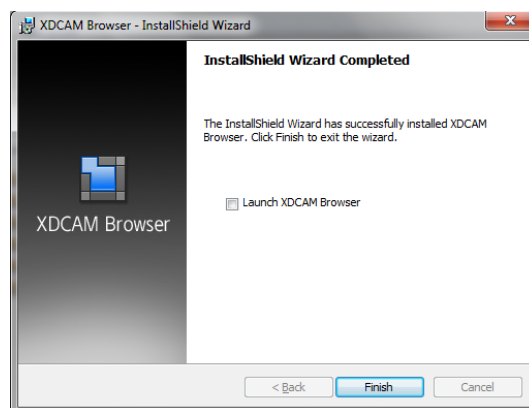 XDCAM Browser - InstallShield Wizard
InstallShield Wizard Completed
The InstallShield Wizard has successfully installed XDCAM
Browser. Click Finish to exit the wizard.
Launch XDCAM Browser
XDCAM Browser
< Back
Finish
Cancel